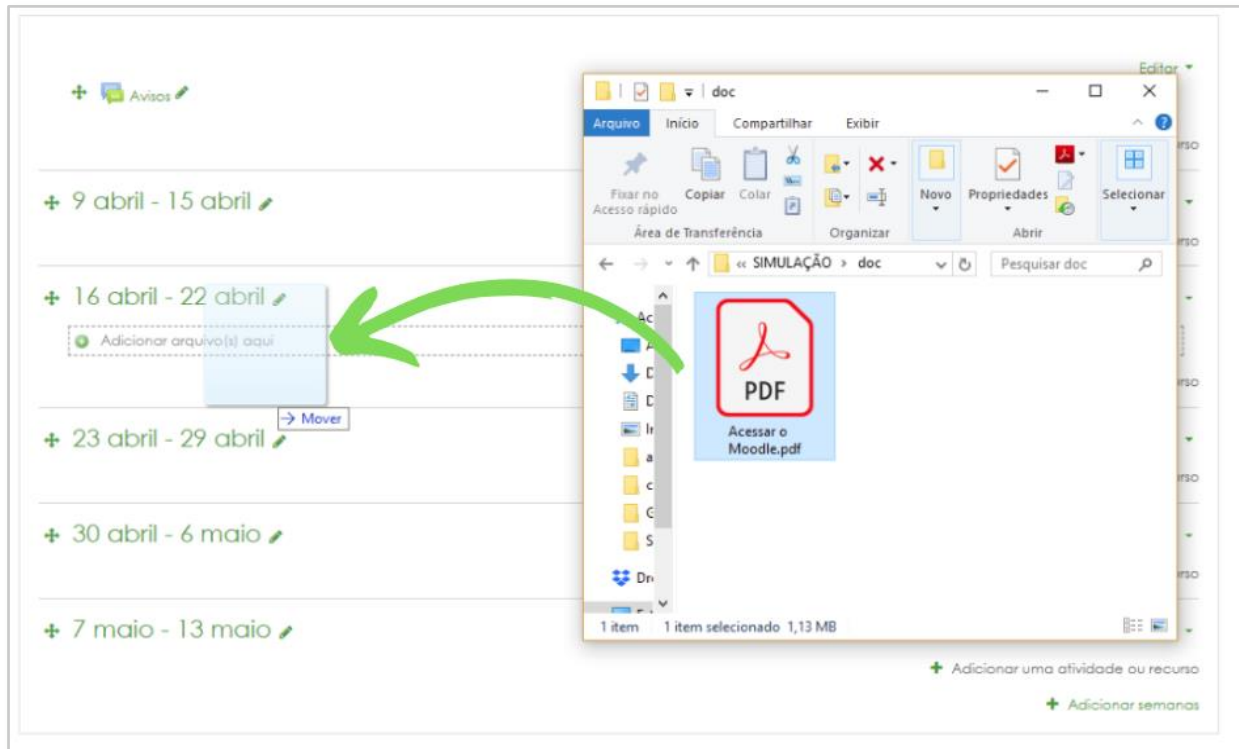 Editar
Avisos
9 abril - 15 abril
16 abril - 22 abril
Adicionar arquivo(s) aqui
Mover
23 abril - 29 abril
30 abril - 6 maio
7 maio - 13 maio
Adicionar uma atividade ou recurso
Adicionar semanas
doc
Arquivo Início Compartilhar Exibir
Fixar no
Acesso rápido
Copiar Colar
Novo Propriedades Selecionar
Área de Transferência Organizar Abrir
« SIMULAÇÃO › doc
Pesquisar doc
PDF
Acessar o
Moodle.pdf
1 item 1 item selecionado 1,13 MB